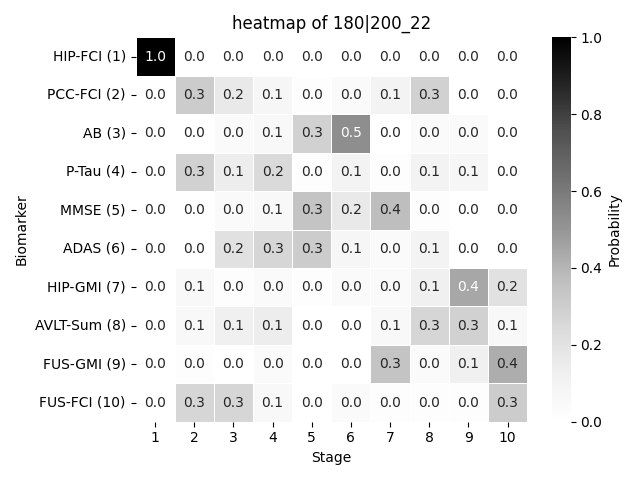 heatmap of 180|200_22
HIP-FCI (1) 1.0 0.0 0.0 0.0 0.0 0.0 0.0 0.0 0.0 0.0
PCC-FCI (2) 0.0 0.3 0.2 0.1 0.0 0.0 0.1 0.3 0.0 0.0
AB (3) 0.0 0.0 0.0 0.1 0.3 0.5 0.0 0.0 0.0 0.0
P-Tau (4) 0.0 0.3 0.1 0.2 0.0 0.1 0.0 0.1 0.1 0.0
MMSE (5) 0.0 0.0 0.0 0.1 0.3 0.2 0.4 0.0 0.0 0.0
ADAS (6) 0.0 0.0 0.2 0.3 0.3 0.1 0.0 0.1 0.0 0.0
HIP-GMI (7) 0.0 0.1 0.0 0.0 0.0 0.0 0.0 0.1 0.4 0.2
AVLT-Sum (8) 0.0 0.1 0.1 0.1 0.0 0.0 0.1 0.3 0.3 0.1
FUS-GMI (9) 0.0 0.0 0.0 0.0 0.0 0.0 0.3 0.0 0.1 0.4
FUS-FCI (10) 0.0 0.3 0.3 0.1 0.0 0.0 0.0 0.0 0.0 0.3
1 2 3 4 5 6 7 8 9 10
Stage
Biomarker
1.0
0.8
0.6
0.4
0.2
0.0
Probability